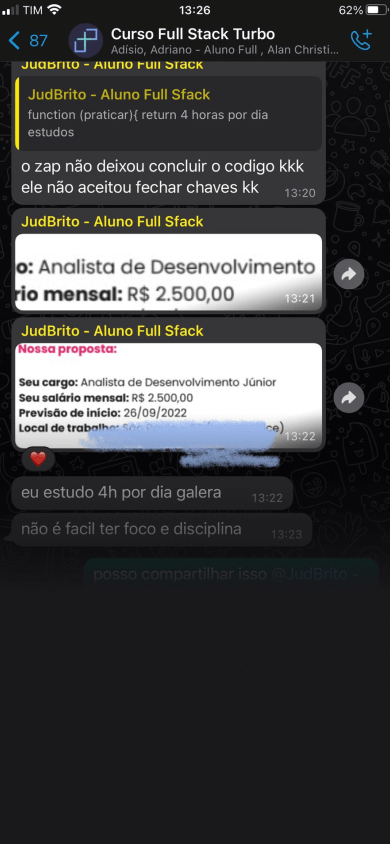 TIM
13:26
62%
87
Curso Full Stack Turbo
Adísio, Adriano - Aluno Full , Alan Christi...
JudBrito - Aluno Full Sfack
JudBrito - Aluno Full Sfack
function (praticar){ return 4 horas por dia
estudos
o zap não deixou concluir o codigo kkk
ele não aceitou fechar chaves kk
13:20
JudBrito - Aluno Full Sfack
o: Analista de Desenvolvimento
rio mensal: R$ 2.500,00
13:21
JudBrito - Aluno Full Sfack
Nossa proposta:
Seu cargo: Analista de Desenvolvimento Júnior
Seu salário mensal: R$ 2.500,00
Previsão de início: 26/09/2022
Local de trabalho:
ce)
13:22
eu estudo 4h por dia galera
13:22
não é facil ter foco e disciplina
13:23
posso compartilhar isso @JudBrito -